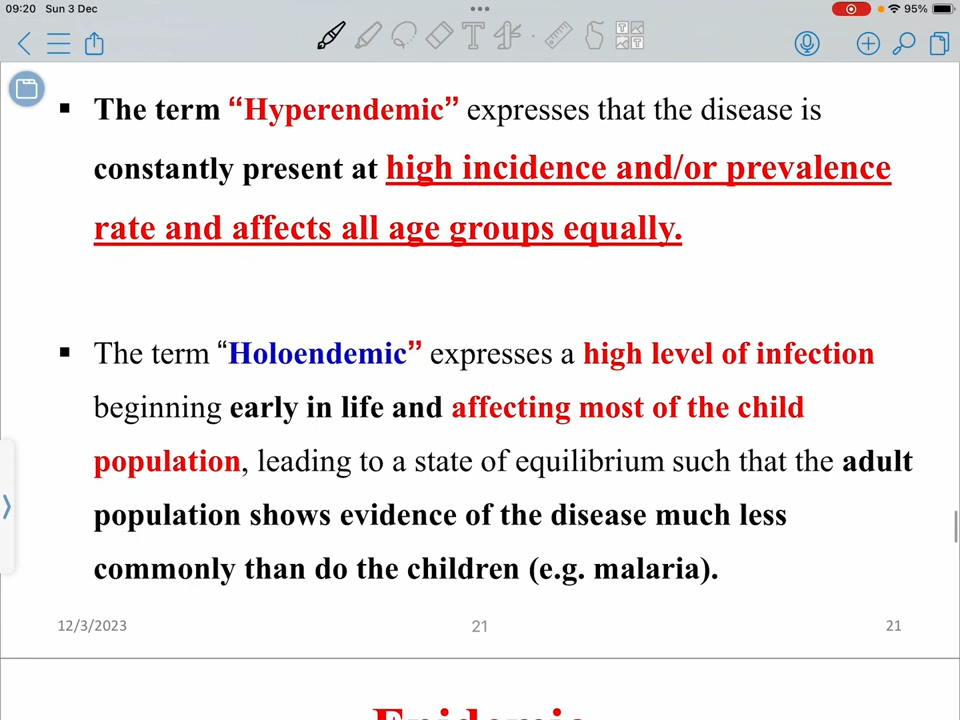 09:20 Sun 3 Dec
95%
▪ The term “Hyperendemic” expresses that the disease is
constantly present at high incidence and/or prevalence
rate and affects all age groups equally.
▪ The term “Holoendemic” expresses a high level of infection
beginning early in life and affecting most of the child
population, leading to a state of equilibrium such that the adult
population shows evidence of the disease much less
commonly than do the children (e.g. malaria).
12/3/2023 21 21
Epidemic